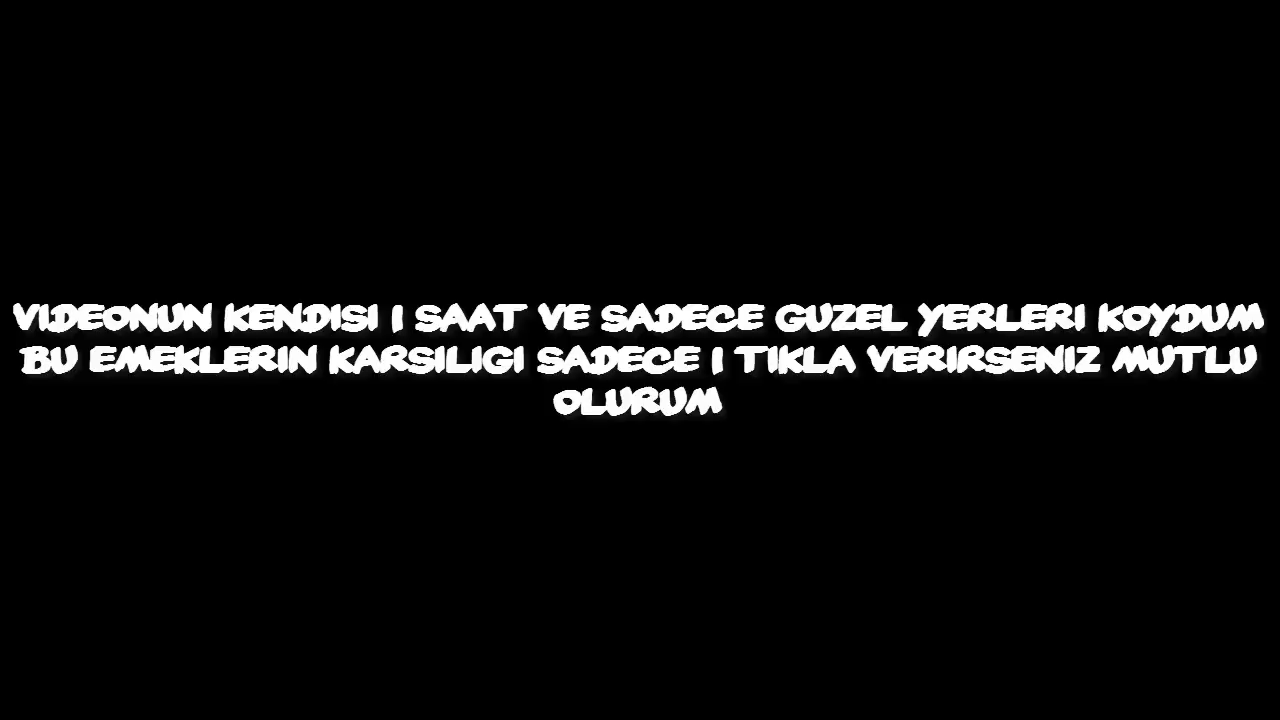 VIDEONUN KENDISI 1 SAAT VE SADECE GUZEL YERLERI KOYDUM
BU EMEKLERIN KARSILIGI SADECE 1 TIKLA VERIRSENIZ MUTLU
OLURUM